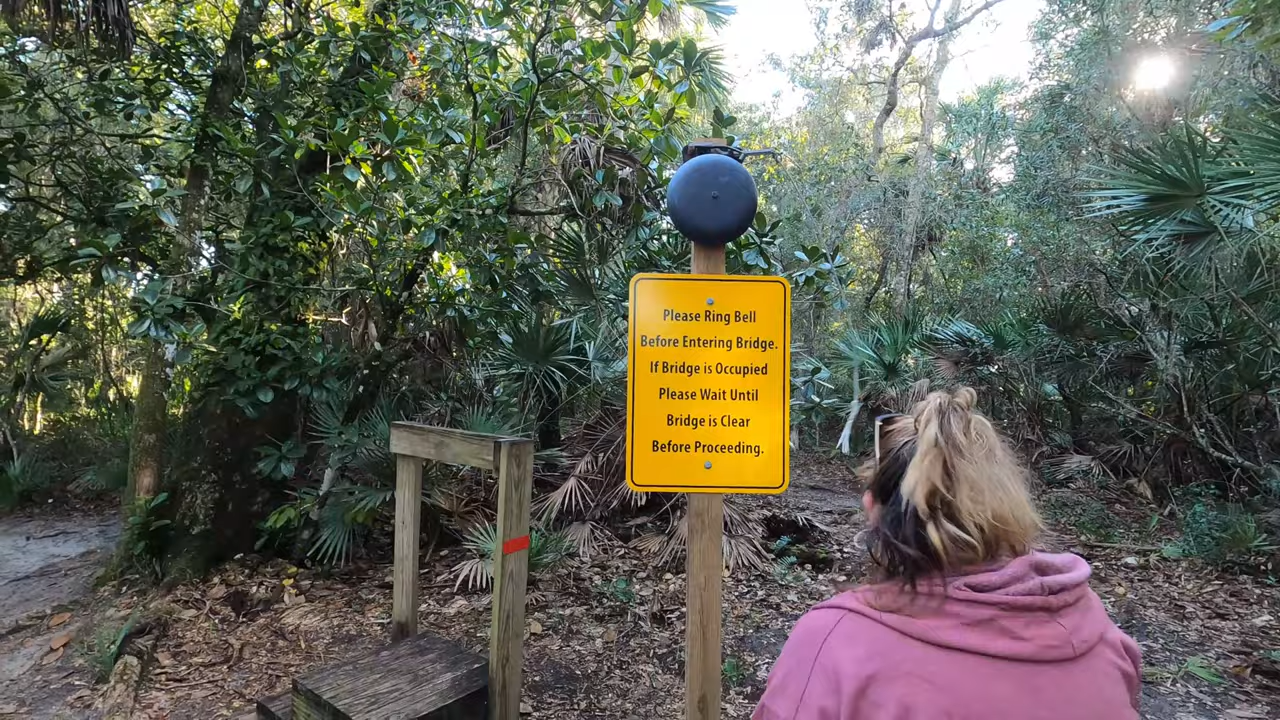 Please Ring Bell
Before Entering Bridge.
If Bridge is Occupied
Please Wait Until
Bridge is Clear
Before Proceeding.